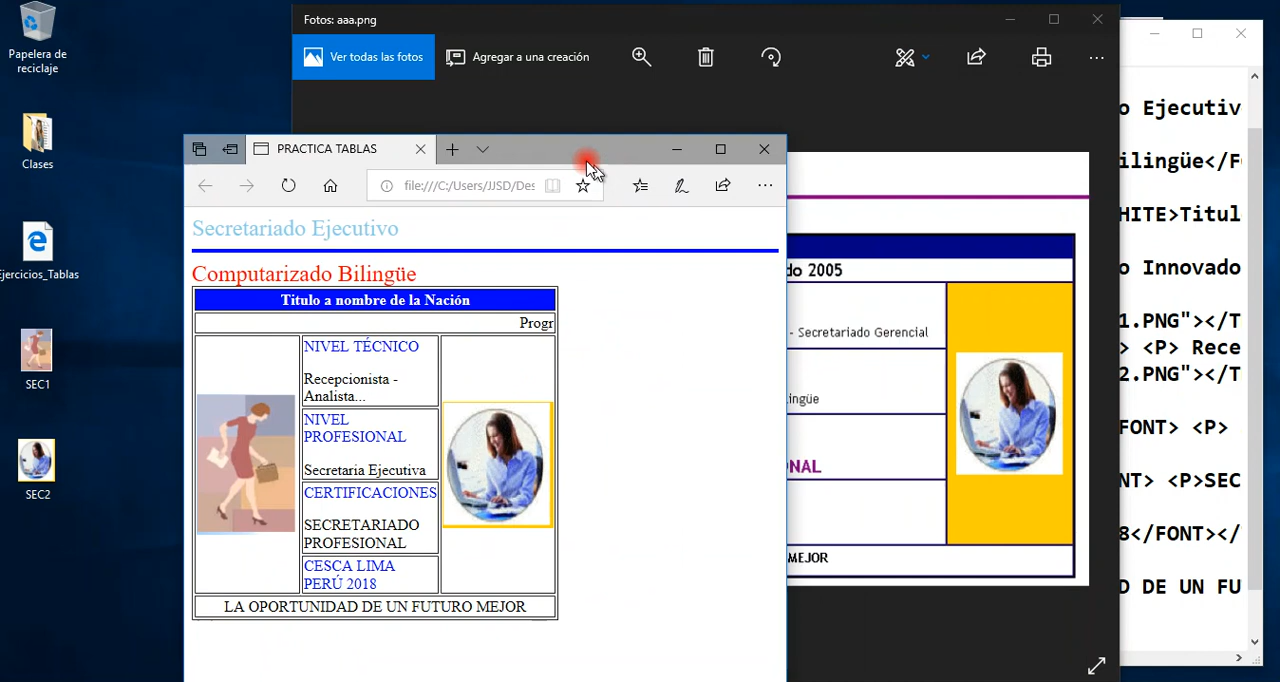 Papelera de
reciclaje
Clases
Ejercicios_Tablas
SEC1
SEC2
Fotos: aaa.png
Ver todas las fotos
Agregar a una creación
PRACTICA TABLAS
file:///C:/Users/JJSD/Des
Secretariado Ejecutivo
Computarizado Bilingüe
Titulo a nombre de la Nación
Progr
NIVEL TÉCNICO
Recepcionista -
Analista...
NIVEL
PROFESIONAL
Secretaria Ejecutiva
CERTIFICACIONES
SECRETARIADO
PROFESIONAL
CESCA LIMA
PERÚ 2018
LA OPORTUNIDAD DE UN FUTURO MEJOR
do 2005
- Secretariado Gerencial
ingüe
NAL
MEJOR
o Ejecutiv
ilingüe</F
HITE>Titul
o Innovado
1.PNG"></T
> <P> Rece
2.PNG"></T
FONT> <P>
NT> <P>SEC
8</FONT></
D DE UN FU